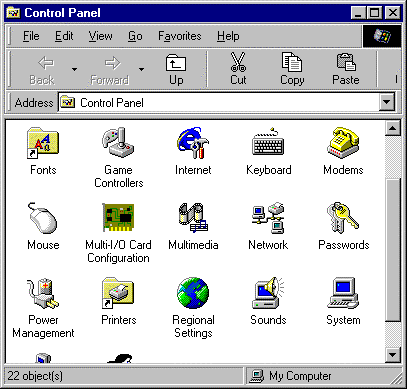 Control Panel
File Edit View Go Favorites Help
Back Forward Up Cut Copy Paste
Address Control Panel
Fonts Game Controllers Internet Keyboard Modems
Mouse Multi-I/O Card Configuration Multimedia Network Passwords
Power Management Printers Regional Settings Sounds System
22 object(s) My Computer